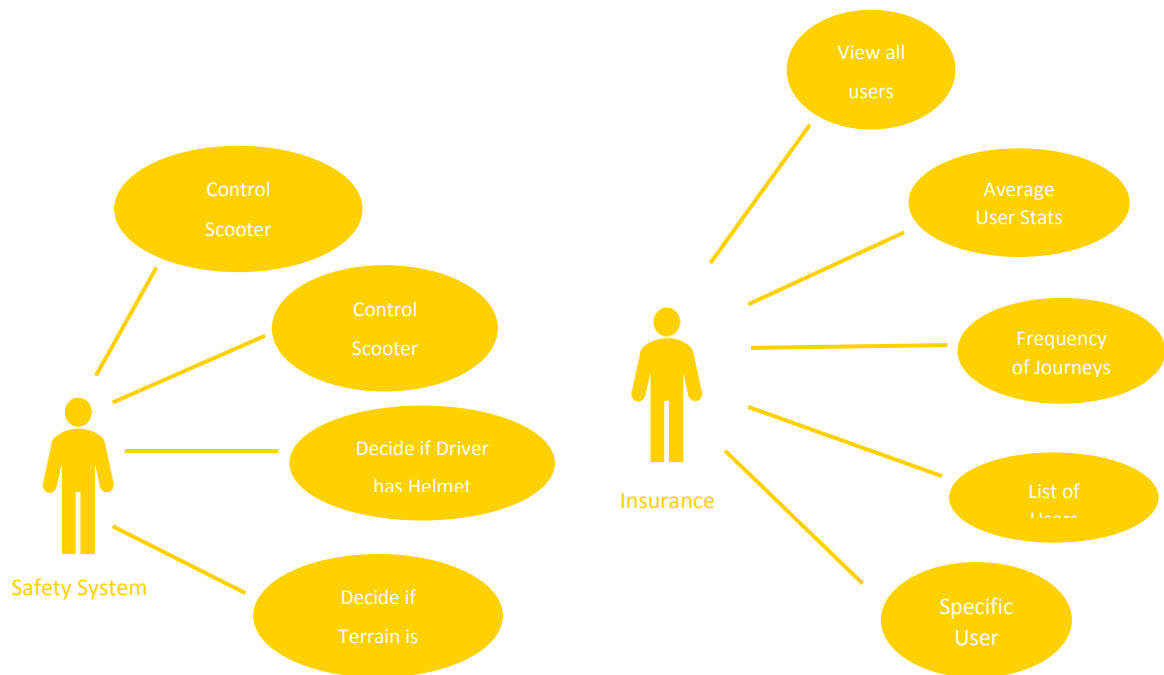 Control
Scooter
Control
Scooter
Decide if Driver
has Helmet
Decide if
Terrain is
Safety System
View all
users
Average
User Stats
Frequency
of Journeys
List of
Users
Specific
User
Insurance